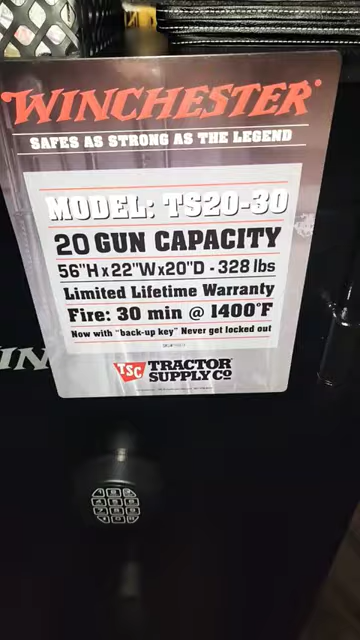 WINCHESTER
SAFES AS STRONG AS THE LEGEND
MODEL: TS20-30
20 GUN CAPACITY
56"H x 22"W x 20"D - 328 lbs
Limited Lifetime Warranty
Fire: 30 min @ 1400°F
Now with "back-up key" Never get locked out
TSC TRACTOR
SUPPLY CO
IN